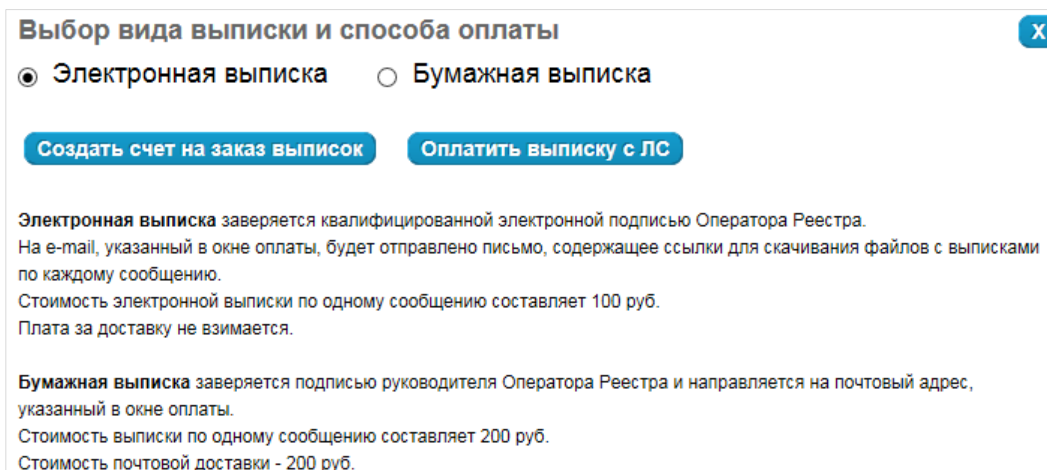 Выбор вида выписки и способа оплаты
X
Электронная выписка Бумажная выписка
Создать счет на заказ выписок Оплатить выписку с ЛС
Электронная выписка заверяется квалифицированной электронной подписью Оператора Реестра.
На e-mail, указанный в окне оплаты, будет отправлено письмо, содержащее ссылки для скачивания файлов с выписками
по каждому сообщению.
Стоимость электронной выписки по одному сообщению составляет 100 руб.
Плата за доставку не взимается.
Бумажная выписка заверяется подписью руководителя Оператора Реестра и направляется на почтовый адрес,
указанный в окне оплаты.
Стоимость выписки по одному сообщению составляет 200 руб.
Стоимость почтовой доставки - 200 руб.